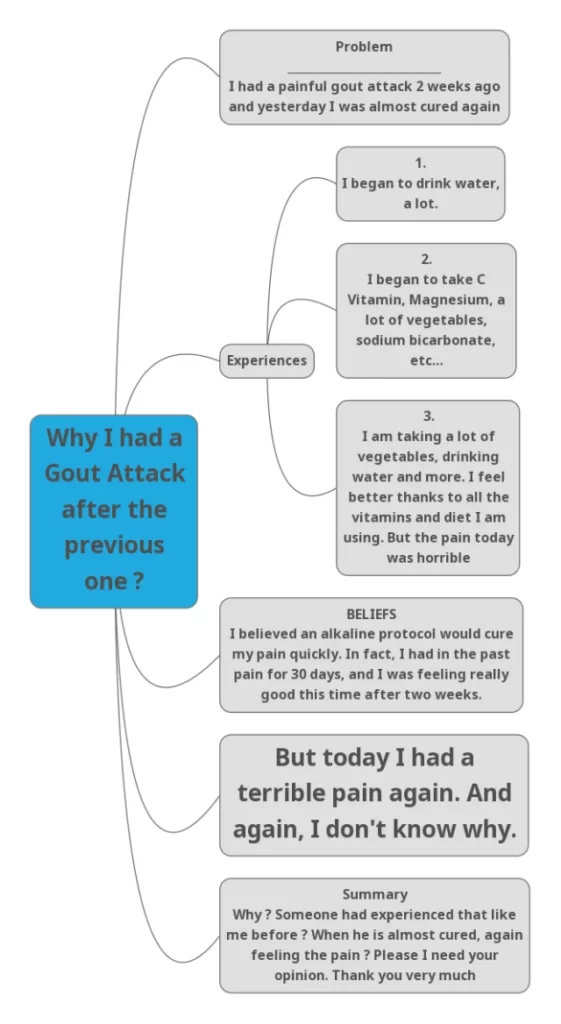 Problem
I had a painful gout attack 2 weeks ago
and yesterday I was almost cured again
1.
I began to drink water,
a lot.
2.
I began to take C
Vitamin, Magnesium, a
lot of vegetables,
sodium bicarbonate,
etc...
Experiences
3.
I am taking a lot of
vegetables, drinking
water and more. I feel
better thanks to all the
vitamins and diet I am
using. But the pain today
was horrible
Why I had a
Gout Attack
after the
previous
one ?
BELIEFS
I believed an alkaline protocol would cure
my pain quickly. In fact, I had in the past
pain for 30 days, and I was feeling really
good this time after two weeks.
But today I had a
terrible pain again. And
again, I don't know why.
Summary
Why ? Someone had experienced that like
me before ? When he is almost cured, again
feeling the pain ? Please I need your
opinion. Thank you very much